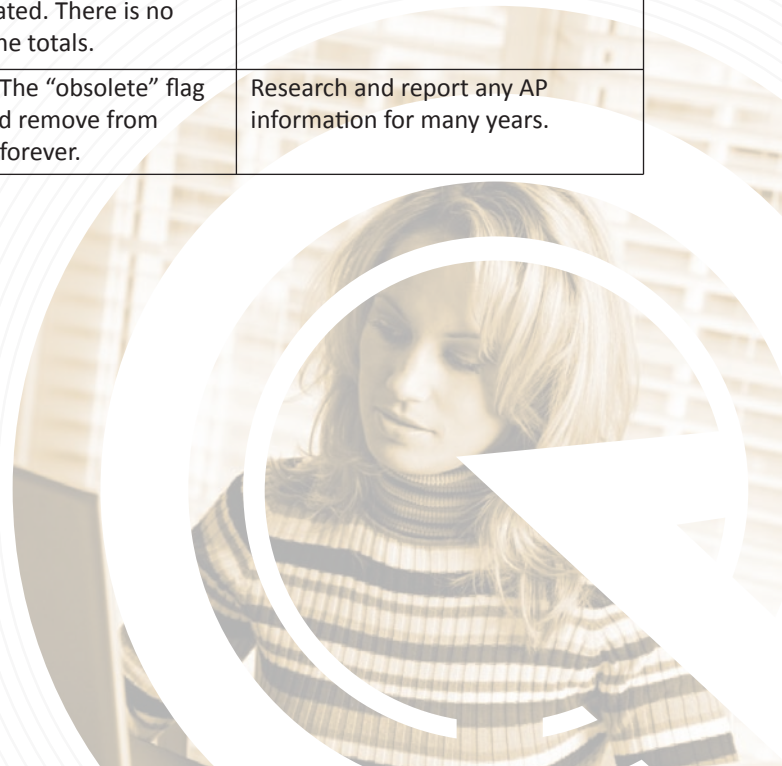 ated. There is no
ne totals.
The “obsolete” flag
d remove from
forever.
Research and report any AP
information for many years.